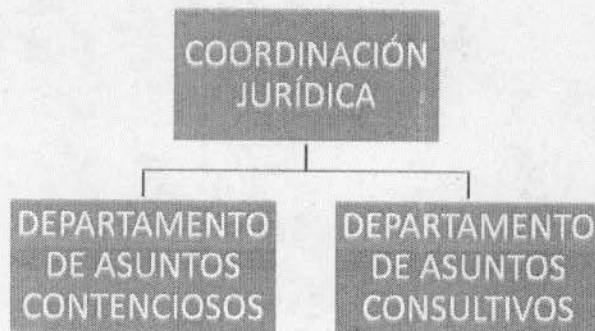 COORDINACIÓN
JURÍDICA
DEPARTAMENTO
DE ASUNTOS
CONTENCIOSOS
DEPARTAMENTO
DE ASUNTOS
CONSULTIVOS